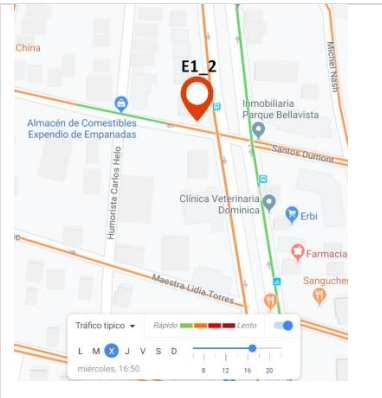 China
E1_2
Michel Nash
Inmobiliaria
Parque Bellavista
Almacén de Comestibles
Expendio de Empanadas
Santos Dumont
Humorista Carlos Helo
Clínica Veterinaria
Dominica
Erbi
Farmacia
Maestra Lidia Torres
Sangucher
Tráfico típico
Rápido
Lento
L M X J V S D
miércoles, 16:50
8 12 16 20